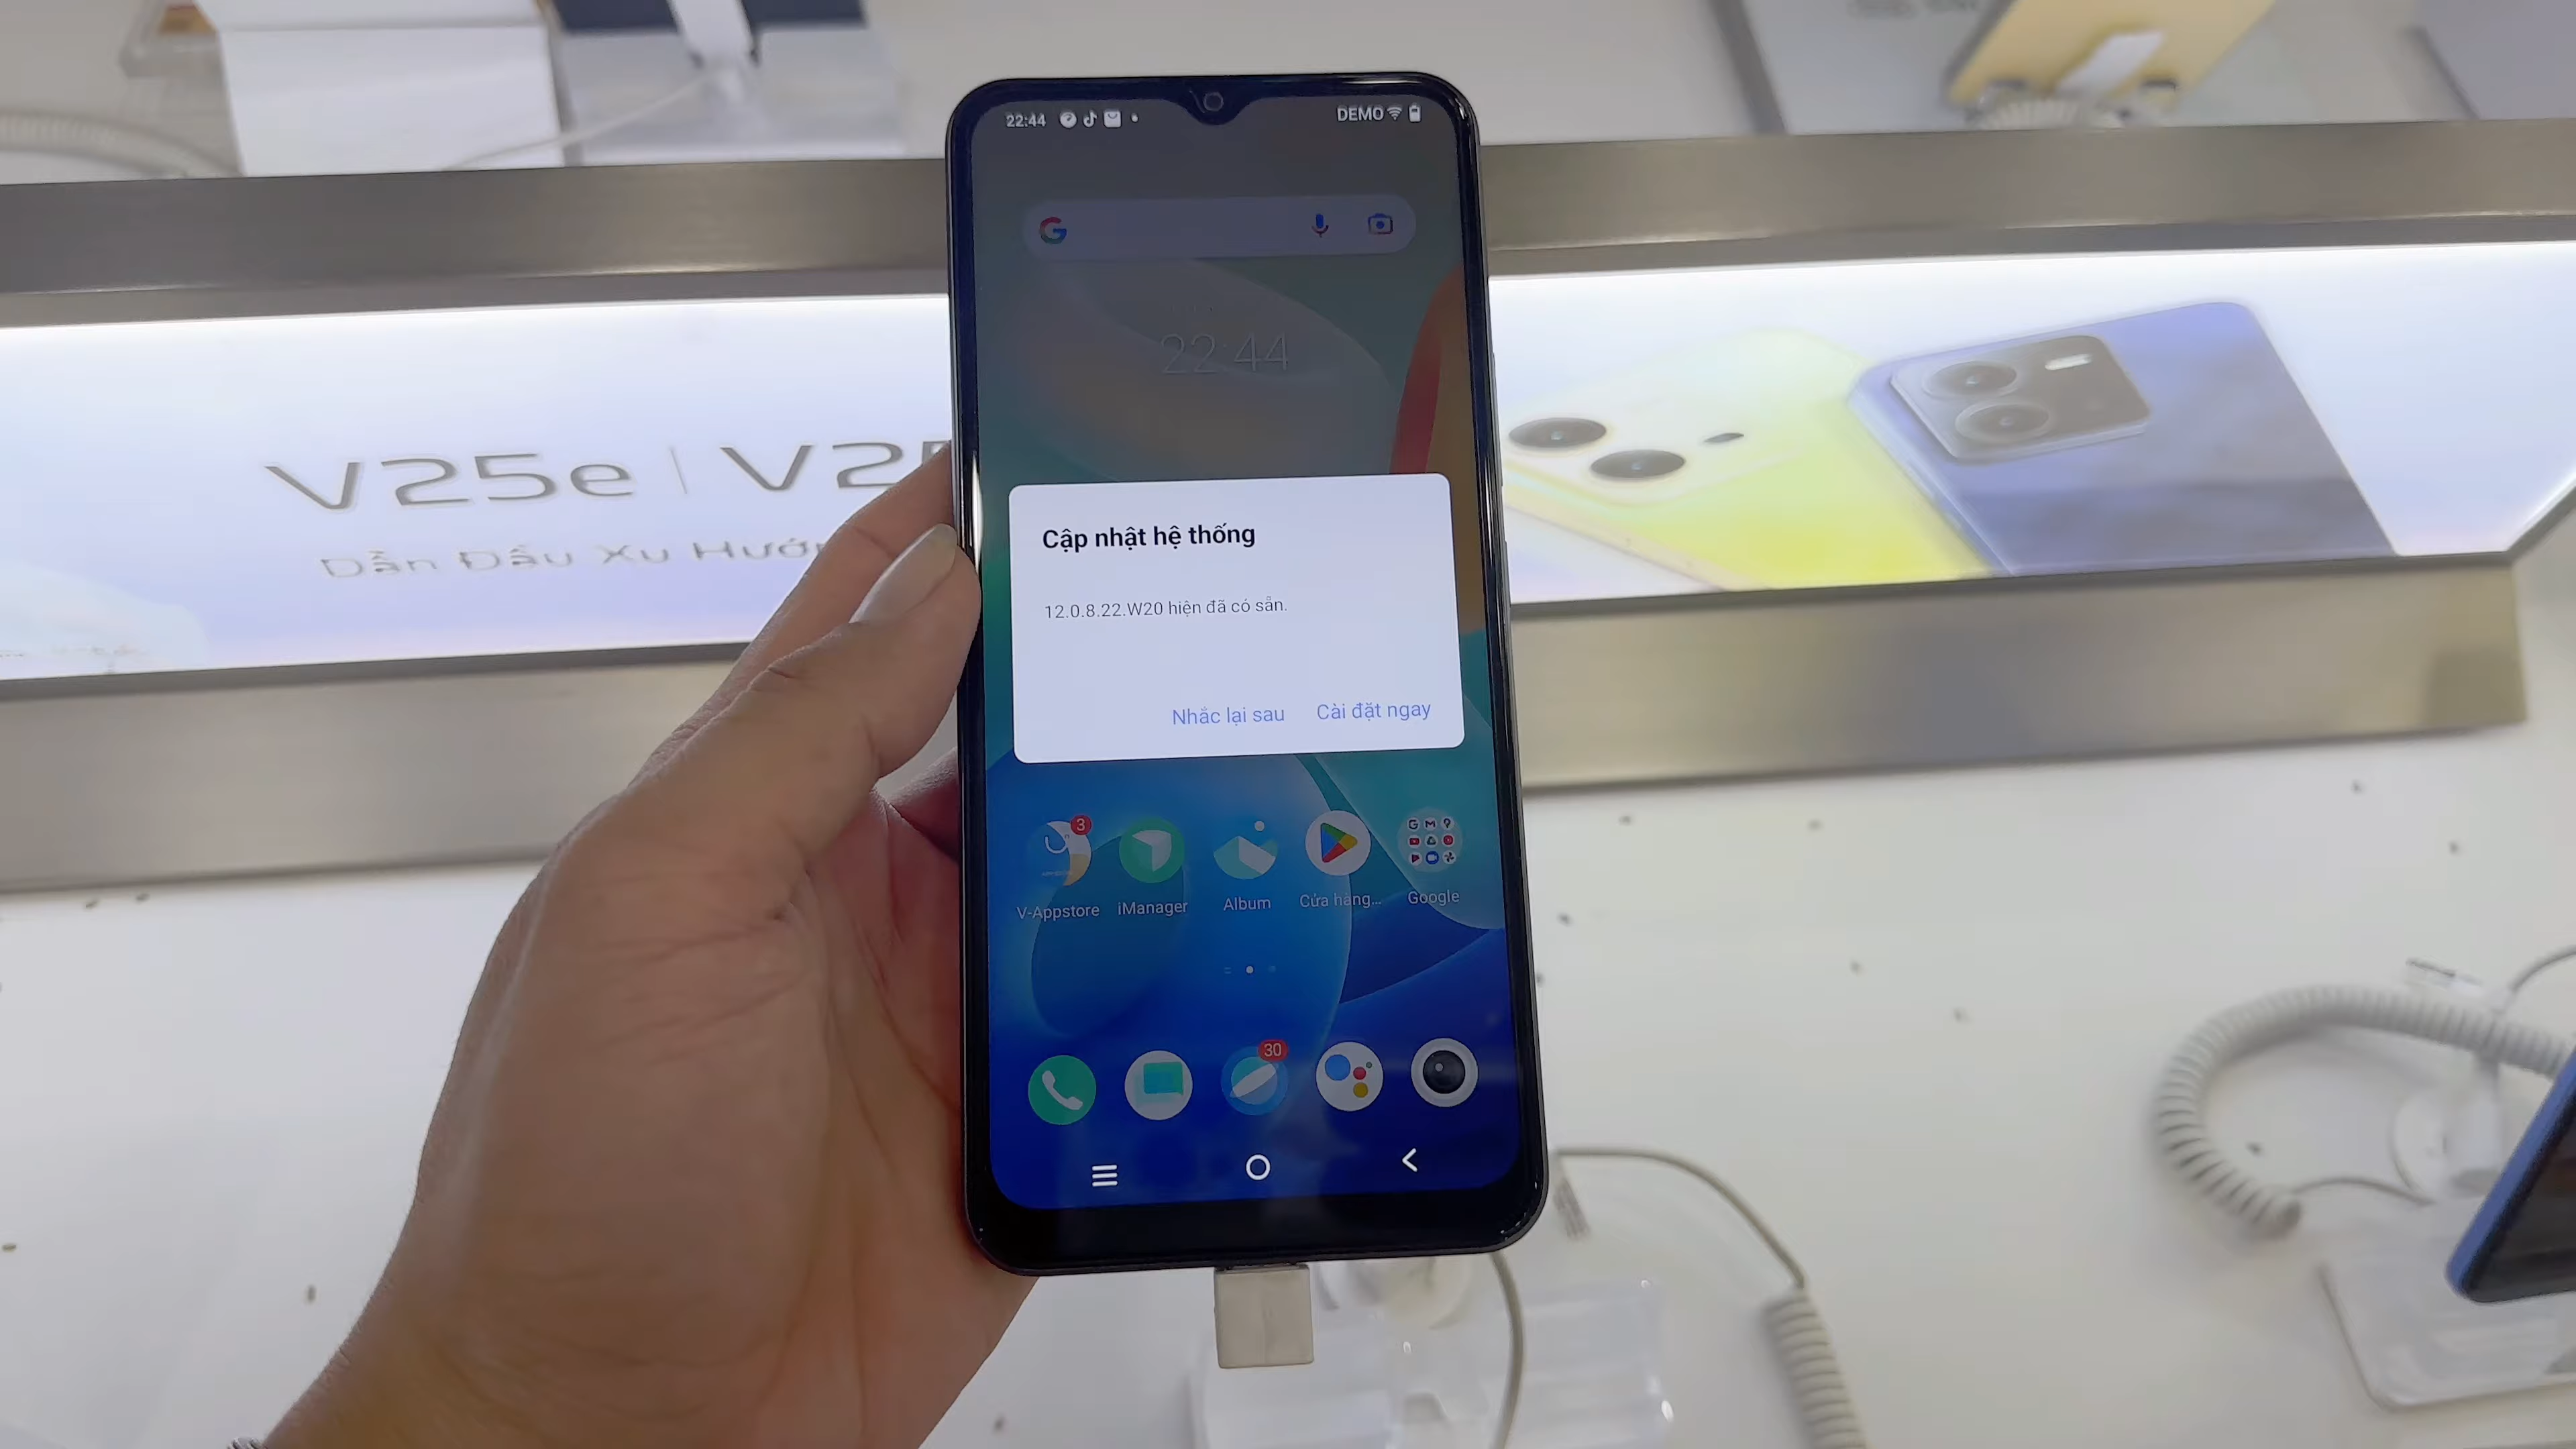 22:44
DEMO
22:44
V25e | V2
Dẫn Đầu Xu Hướn
Cập nhật hệ thống
12.0.8.22.W20 hiện đã có sẵn.
Nhắc lại sau Cài đặt ngay
3
V-Appstore iManager Album Cửa hàng... Google
30